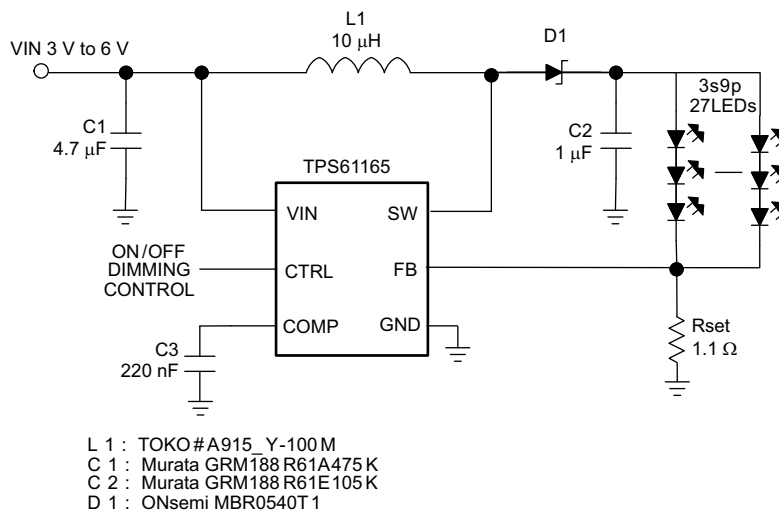 L1
10 µH
D1
VIN 3 V to 6 V
3s9p
27LEDs
C1
4.7 µF
C2
1 µF
TPS61165
VIN
SW
ON/OFF
DIMMING
CONTROL
CTRL
FB
COMP
GND
C3
220 nF
Rset
1.1 Ω
L 1 : TOKO #A915_Y-100 M
C 1 : Murata GRM188 R61A475 K
C 2 : Murata GRM188 R61E105 K
D 1 : ONsemi MBR0540T 1